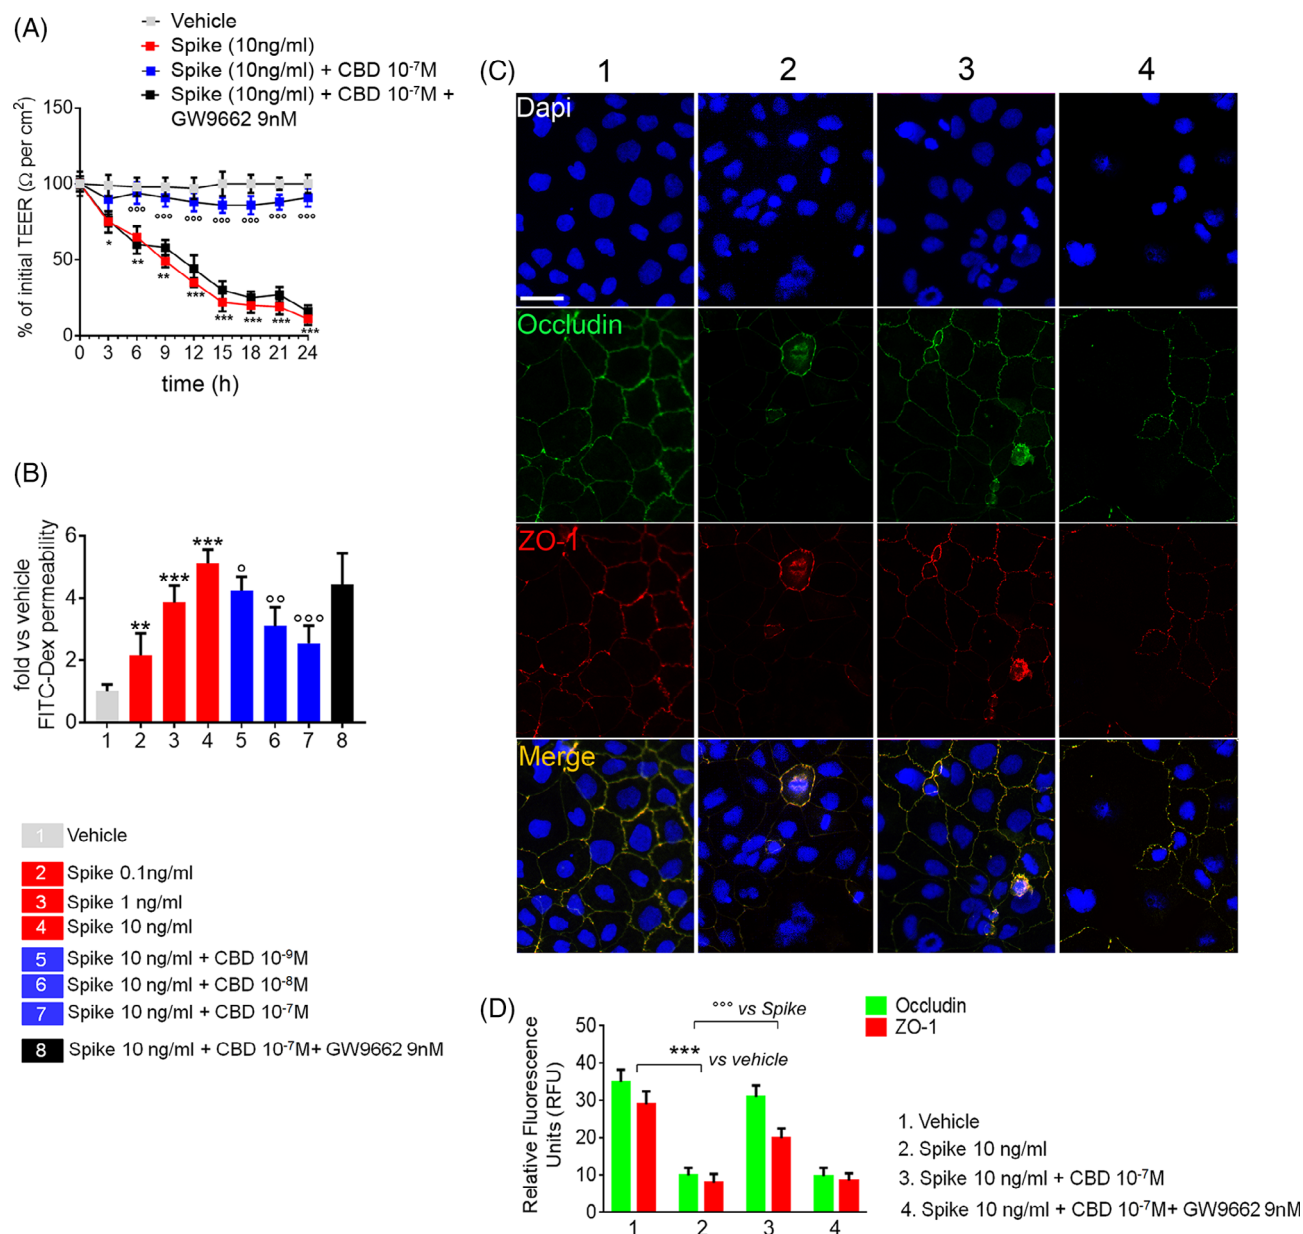 (A)
Vehicle
Spike (10ng/ml)
Spike (10ng/ml) + CBD 10⁻⁷M
Spike (10ng/ml) + CBD 10⁻⁷M +
GW9662 9nM
% of Initial TEER (Ω per cm²)
150
100
50
0
°°° °°° °°° °°° °°° °°° °°°
* ** ** *** *** *** *** ***
0 3 6 9 12 15 18 21 24
time (h)
(B)
fold vs vehicle
FITC-Dex permeability
6
4
2
0
** *** *** ° °° °°°
1 2 3 4 5 6 7 8
1 Vehicle
2 Spike 0.1ng/ml
3 Spike 1 ng/ml
4 Spike 10 ng/ml
5 Spike 10 ng/ml + CBD 10⁻⁹M
6 Spike 10 ng/ml + CBD 10⁻⁸M
7 Spike 10 ng/ml + CBD 10⁻⁷M
8 Spike 10 ng/ml + CBD 10⁻⁷M+ GW9662 9nM
(C)
1 2 3 4
Dapi
Occludin
ZO-1
Merge
(D)
°°° vs Spike
*** vs vehicle
Occludin
ZO-1
Relative Fluorescence
Units (RFU)
50
40
30
20
10
0
1 2 3 4
1. Vehicle
2. Spike 10 ng/ml
3. Spike 10 ng/ml + CBD 10⁻⁷M
4. Spike 10 ng/ml + CBD 10⁻⁷M+ GW9662 9nM